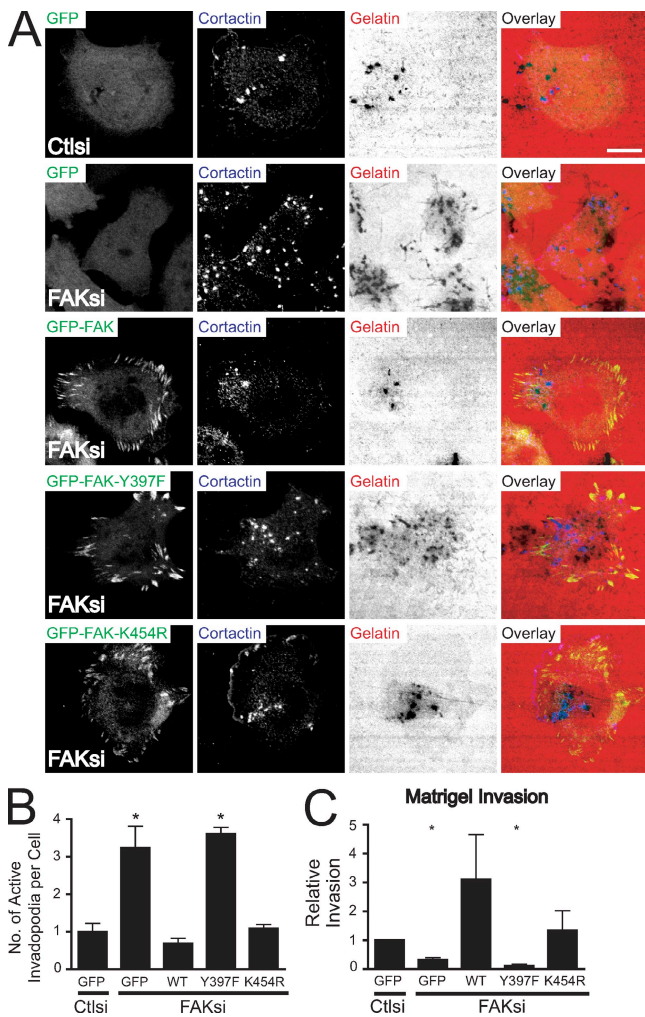 A
GFP
Cortactin
Gelatin
Overlay
Ctlsi
GFP
Cortactin
Gelatin
Overlay
FAKsi
GFP-FAK
Cortactin
Gelatin
Overlay
FAKsi
GFP-FAK-Y397F
Cortactin
Gelatin
Overlay
FAKsi
GFP-FAK-K454R
Cortactin
Gelatin
Overlay
FAKsi
B
No. of Active
Invadopodia per Cell
4
3
2
1
0
*
*
GFP GFP WT Y397F K454R
Ctlsi FAKsi
C
Matrigel Invasion
Relative
Invasion
5
4
3
2
1
0
*
*
GFP GFP WT Y397F K454R
Ctlsi FAKsi